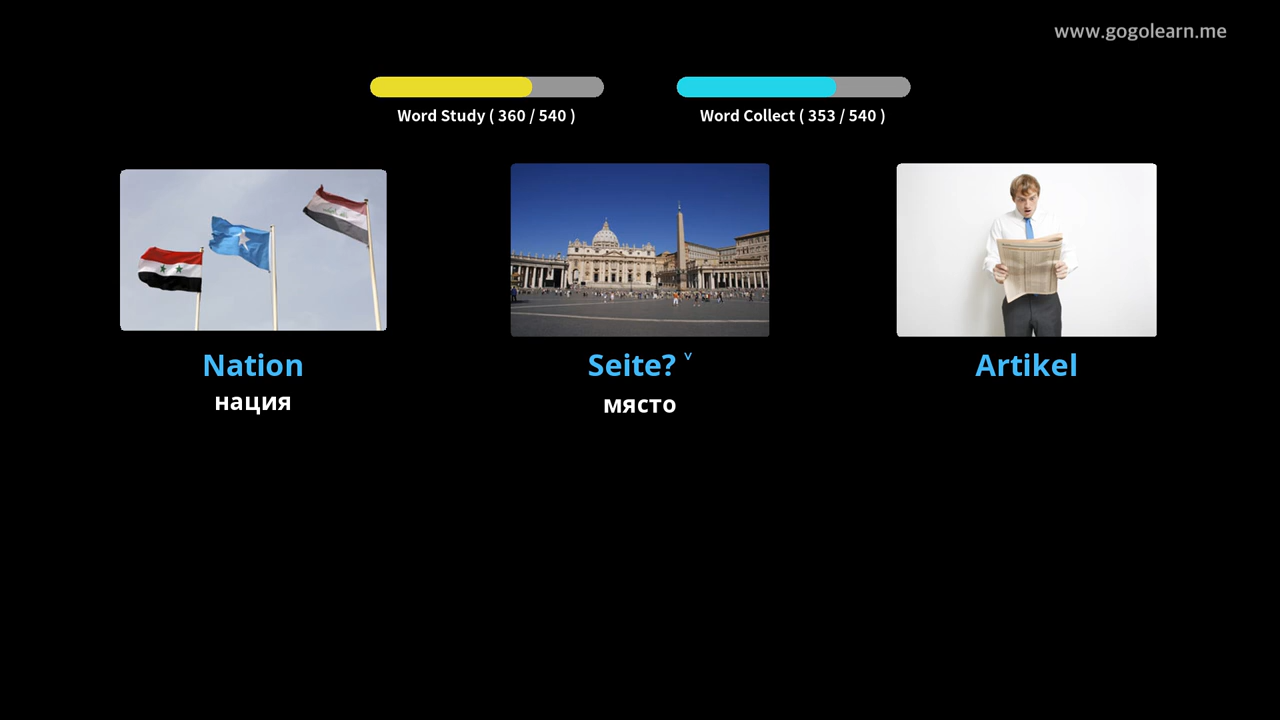 www.gogolearn.me
Word Study ( 360 / 540 )
Word Collect ( 353 / 540 )
Nation
Seite? ˅
Artikel
нация
място